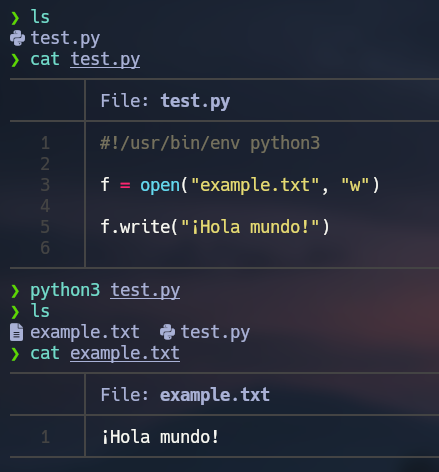 ❯ ls
test.py
❯ cat test.py
File: test.py
1 #!/usr/bin/env python3
2
3 f = open("example.txt", "w")
4
5 f.write("¡Hola mundo!")
6
❯ python3 test.py
❯ ls
example.txt test.py
❯ cat example.txt
File: example.txt
1 ¡Hola mundo!